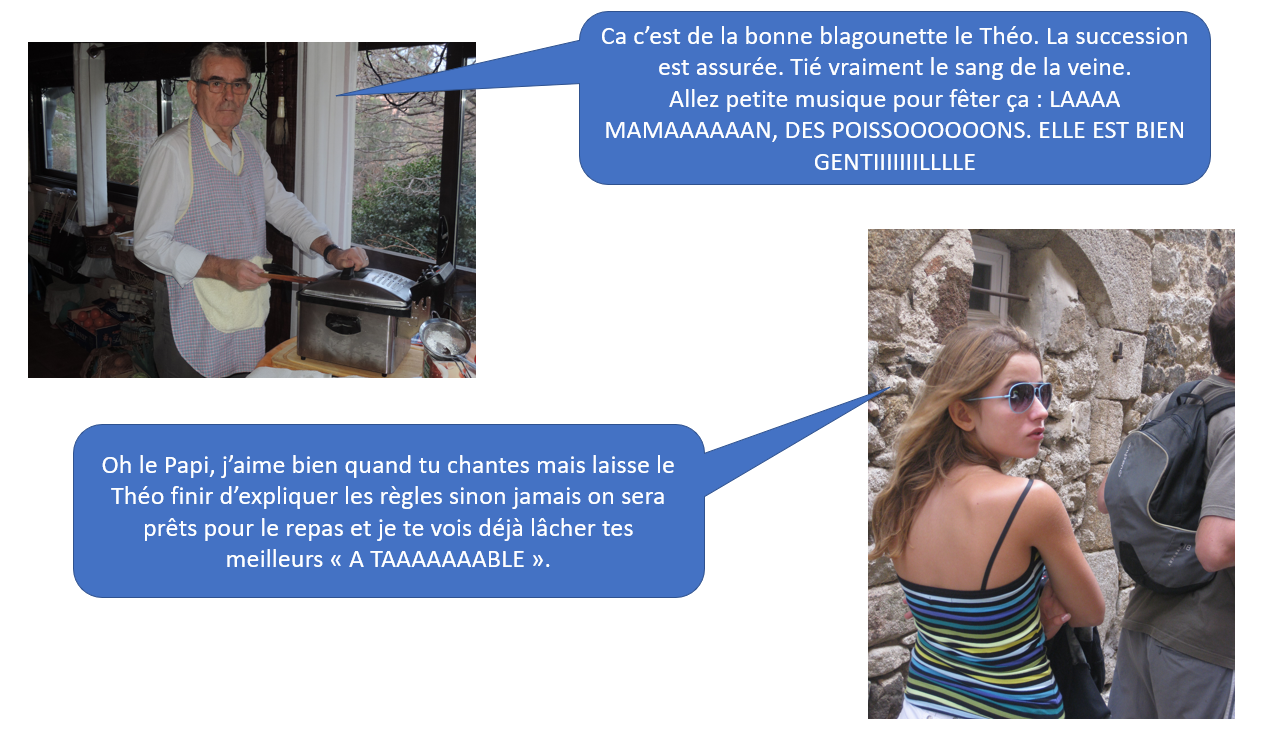 Ca c’est de la bonne blagounette le Théo. La succession
est assurée. Tié vraiment le sang de la veine.
Allez petite musique pour fêter ça : LAAAA
MAMAAAAAAN, DES POISSOOOOOONS. ELLE EST BIEN
GENTIIIIIIILLLLE
Oh le Papi, j’aime bien quand tu chantes mais laisse le
Théo finir d’expliquer les règles sinon jamais on sera
prêts pour le repas et je te vois déjà lâcher tes
meilleurs « A TAAAAAAABLE ».